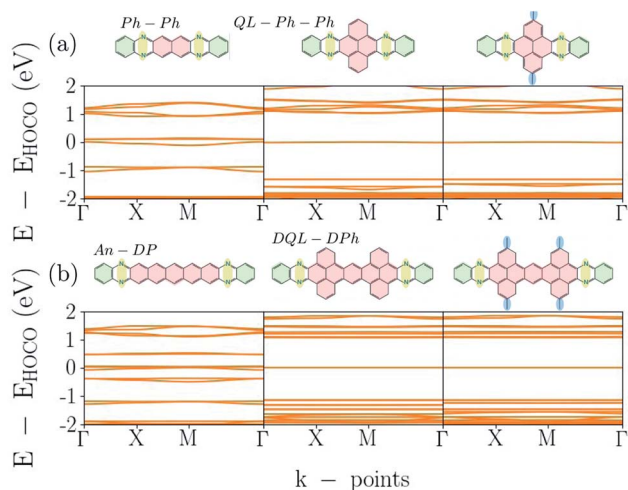 (a)
Ph – Ph
QL – Ph – Ph
N N N N
N N N N
N N N N
E − E_HOCO (eV)
2
1
0
-1
-2
Γ X M Γ X M Γ X M Γ
(b)
An – DP
DQL – DPh
N N N N
N N N N
N N N N
E − E_HOCO (eV)
2
1
0
-1
-2
Γ X M Γ X M Γ X M Γ
k − points